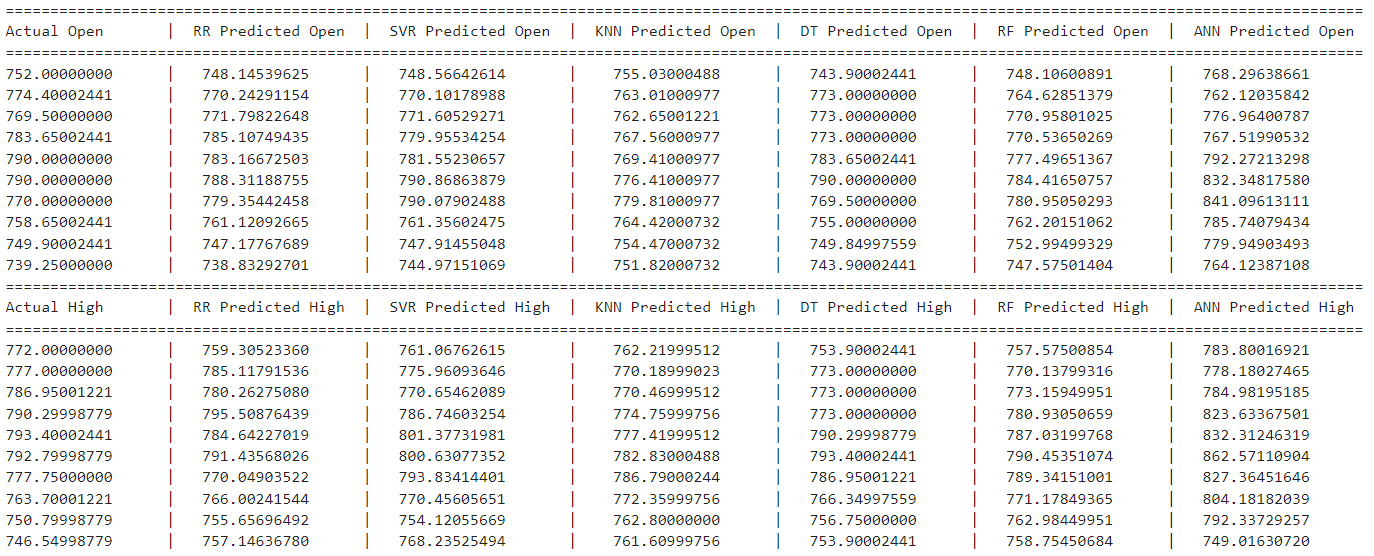 Actual Open | RR Predicted Open | SVR Predicted Open | KNN Predicted Open | DT Predicted Open | RF Predicted Open | ANN Predicted Open
752.00000000 | 748.14539625 | 748.56642614 | 755.03000488 | 743.90002441 | 748.10600891 | 768.29638661
774.40002441 | 770.24291154 | 770.10178988 | 763.01000977 | 773.00000000 | 764.62851379 | 762.12035842
769.50000000 | 771.79822648 | 771.60529271 | 762.65001221 | 773.00000000 | 770.95801025 | 776.96400787
783.65002441 | 785.10749435 | 779.95534254 | 767.56000977 | 773.00000000 | 770.53650269 | 767.51990532
790.00000000 | 783.16672503 | 781.55230657 | 769.41000977 | 783.65002441 | 777.49651367 | 792.27213298
790.00000000 | 788.31188755 | 790.86863879 | 776.41000977 | 790.00000000 | 784.41650757 | 832.34817580
770.00000000 | 779.35442458 | 790.07902488 | 779.81000977 | 769.50000000 | 780.95050293 | 841.09613111
758.65002441 | 761.12092665 | 761.35602475 | 764.42000732 | 755.00000000 | 762.20151062 | 785.74079434
749.90002441 | 747.17767689 | 747.91455048 | 754.47000732 | 749.84997559 | 752.99499329 | 779.94903493
739.25000000 | 738.83292701 | 744.97151069 | 751.82000732 | 743.90002441 | 747.57501404 | 764.12387108
Actual High | RR Predicted High | SVR Predicted High | KNN Predicted High | DT Predicted High | RF Predicted High | ANN Predicted High
772.00000000 | 759.30523360 | 761.06762615 | 762.21999512 | 753.90002441 | 757.57500854 | 783.80016921
777.00000000 | 785.11791536 | 775.96093646 | 770.18999023 | 773.00000000 | 770.13799316 | 778.18027465
786.95001221 | 780.26275080 | 770.65462089 | 770.46999512 | 773.00000000 | 773.15949951 | 784.98195185
790.29998779 | 795.50876439 | 786.74603254 | 774.75999756 | 773.00000000 | 780.93050659 | 823.63367501
793.40002441 | 784.64227019 | 801.37731981 | 777.41999512 | 790.29998779 | 787.03199768 | 832.31246319
792.79998779 | 791.43568026 | 800.63077352 | 782.83000488 | 793.40002441 | 790.45351074 | 862.57110904
777.75000000 | 770.04903522 | 793.83414401 | 786.79000244 | 786.95001221 | 789.34151001 | 827.36451646
763.70001221 | 766.00241544 | 770.45605651 | 772.35999756 | 766.34997559 | 771.17849365 | 804.18182039
750.79998779 | 755.65696492 | 754.12055669 | 762.80000000 | 756.75000000 | 762.98449951 | 792.33729257
746.54998779 | 757.14636780 | 768.23525494 | 761.60999756 | 753.90002441 | 758.75450684 | 749.01630720